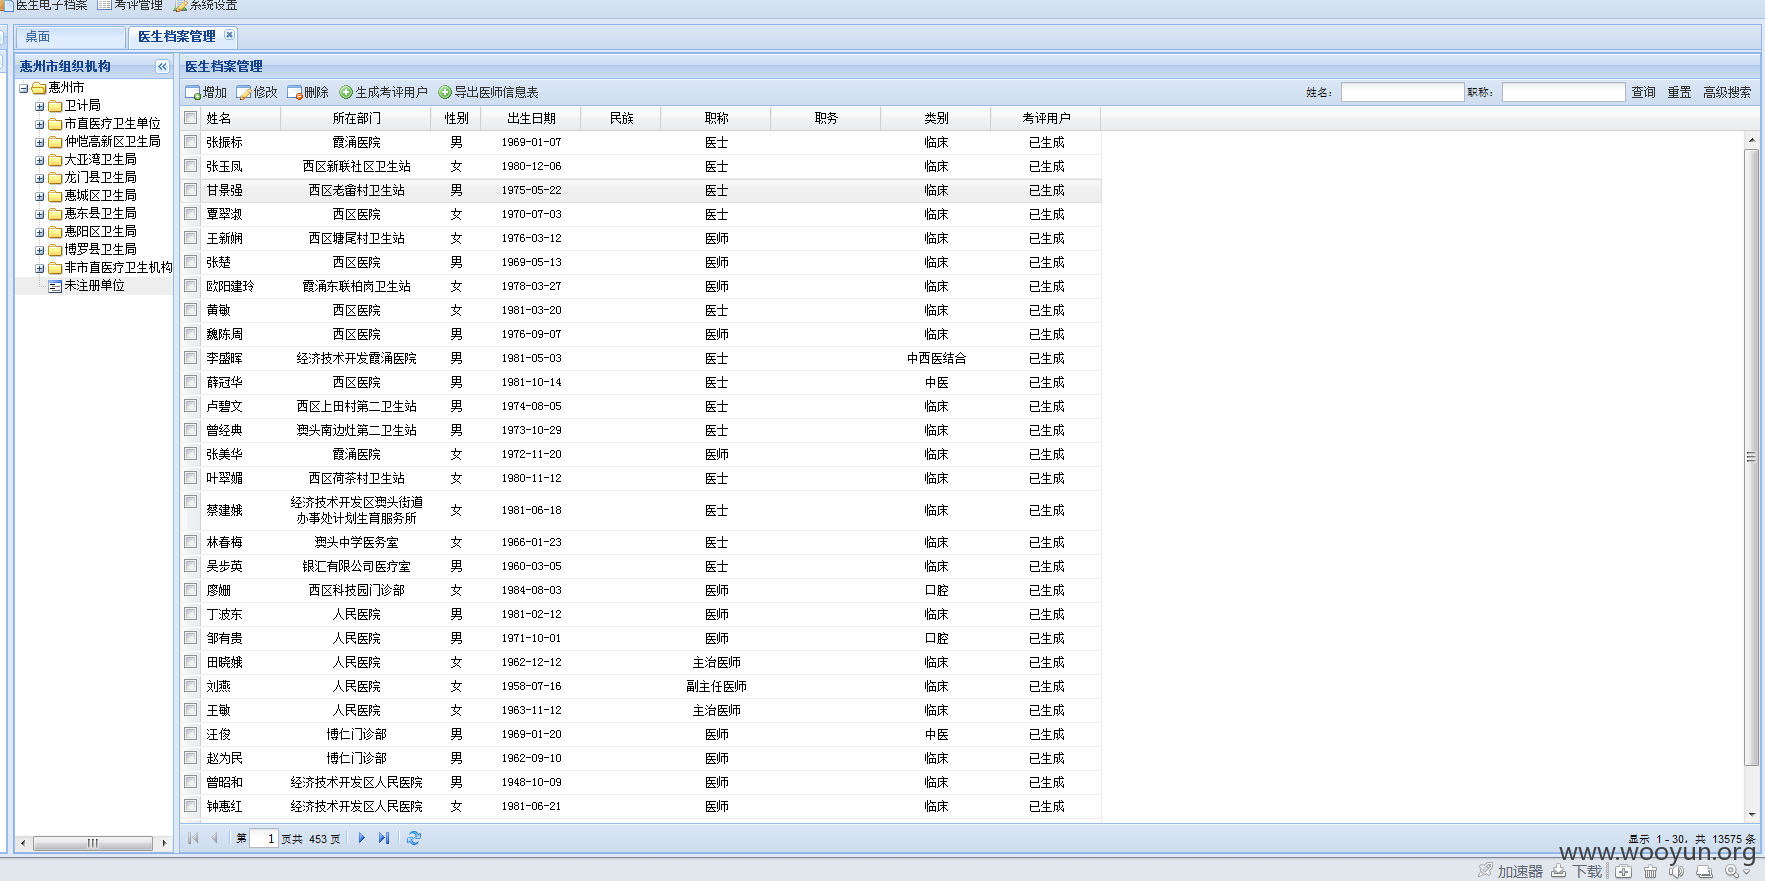 医生电子档案 考评管理 系统设置
桌面 医生档案管理
惠州市组织机构
惠州市
卫计局
市直医疗卫生单位
仲恺高新区卫生局
大亚湾卫生局
龙门县卫生局
惠城区卫生局
惠东县卫生局
惠阳区卫生局
博罗县卫生局
非市直医疗卫生机构
未注册单位
医生档案管理
增加 修改 删除 生成考评用户 导出医师信息表 姓名: 职称: 查询 重置 高级搜索
姓名 所在部门 性别 出生日期 民族 职称 职务 类别 考评用户
张振标 霞涌医院 男 1969-01-07 医士 临床 已生成
张玉凤 西区新联社区卫生站 女 1980-12-06 医士 临床 已生成
甘景强 西区老畲村卫生站 男 1975-05-22 医士 临床 已生成
覃翠淑 西区医院 女 1970-07-03 医士 临床 已生成
王新娴 西区塘尾村卫生站 女 1976-03-12 医师 临床 已生成
张楚 西区医院 男 1969-05-13 医师 临床 已生成
欧阳建玲 霞涌东联柏岗卫生站 女 1978-03-27 医师 临床 已生成
黄敏 西区医院 女 1981-03-20 医士 临床 已生成
魏陈周 西区医院 男 1976-09-07 医师 临床 已生成
李盛晖 经济技术开发霞涌医院 男 1981-05-03 医士 中西医结合 已生成
薛冠华 西区医院 男 1981-10-14 医士 中医 已生成
卢碧文 西区上田村第二卫生站 男 1974-08-05 医士 临床 已生成
曾经典 澳头南边灶第二卫生站 男 1973-10-29 医士 临床 已生成
张美华 霞涌医院 女 1972-11-20 医师 临床 已生成
叶翠媚 西区荷茶村卫生站 女 1980-11-12 医士 临床 已生成
蔡建娥 经济技术开发区澳头街道办事处计划生育服务所 女 1981-06-18 医士 临床 已生成
林春梅 澳头中学医务室 女 1966-01-23 医士 临床 已生成
吴步英 银汇有限公司医疗室 男 1960-03-05 医士 临床 已生成
廖姗 西区科技园门诊部 女 1984-08-03 医师 口腔 已生成
丁波东 人民医院 男 1981-02-12 医师 临床 已生成
邹有贵 人民医院 男 1971-10-01 医师 口腔 已生成
田晓娥 人民医院 女 1962-12-12 主治医师 临床 已生成
刘燕 人民医院 女 1958-07-16 副主任医师 临床 已生成
王敏 人民医院 女 1963-11-12 主治医师 临床 已生成
汪俊 博仁门诊部 男 1969-01-20 医师 中医 已生成
赵为民 博仁门诊部 男 1962-09-10 医师 临床 已生成
曾昭和 经济技术开发区人民医院 男 1948-10-09 医师 临床 已生成
钟惠红 经济技术开发区人民医院 女 1981-06-21 医师 临床 已生成
第 1 页共 453 页 显示 1 - 30, 共 13575 条
www.wooyun.org
加速器 下载